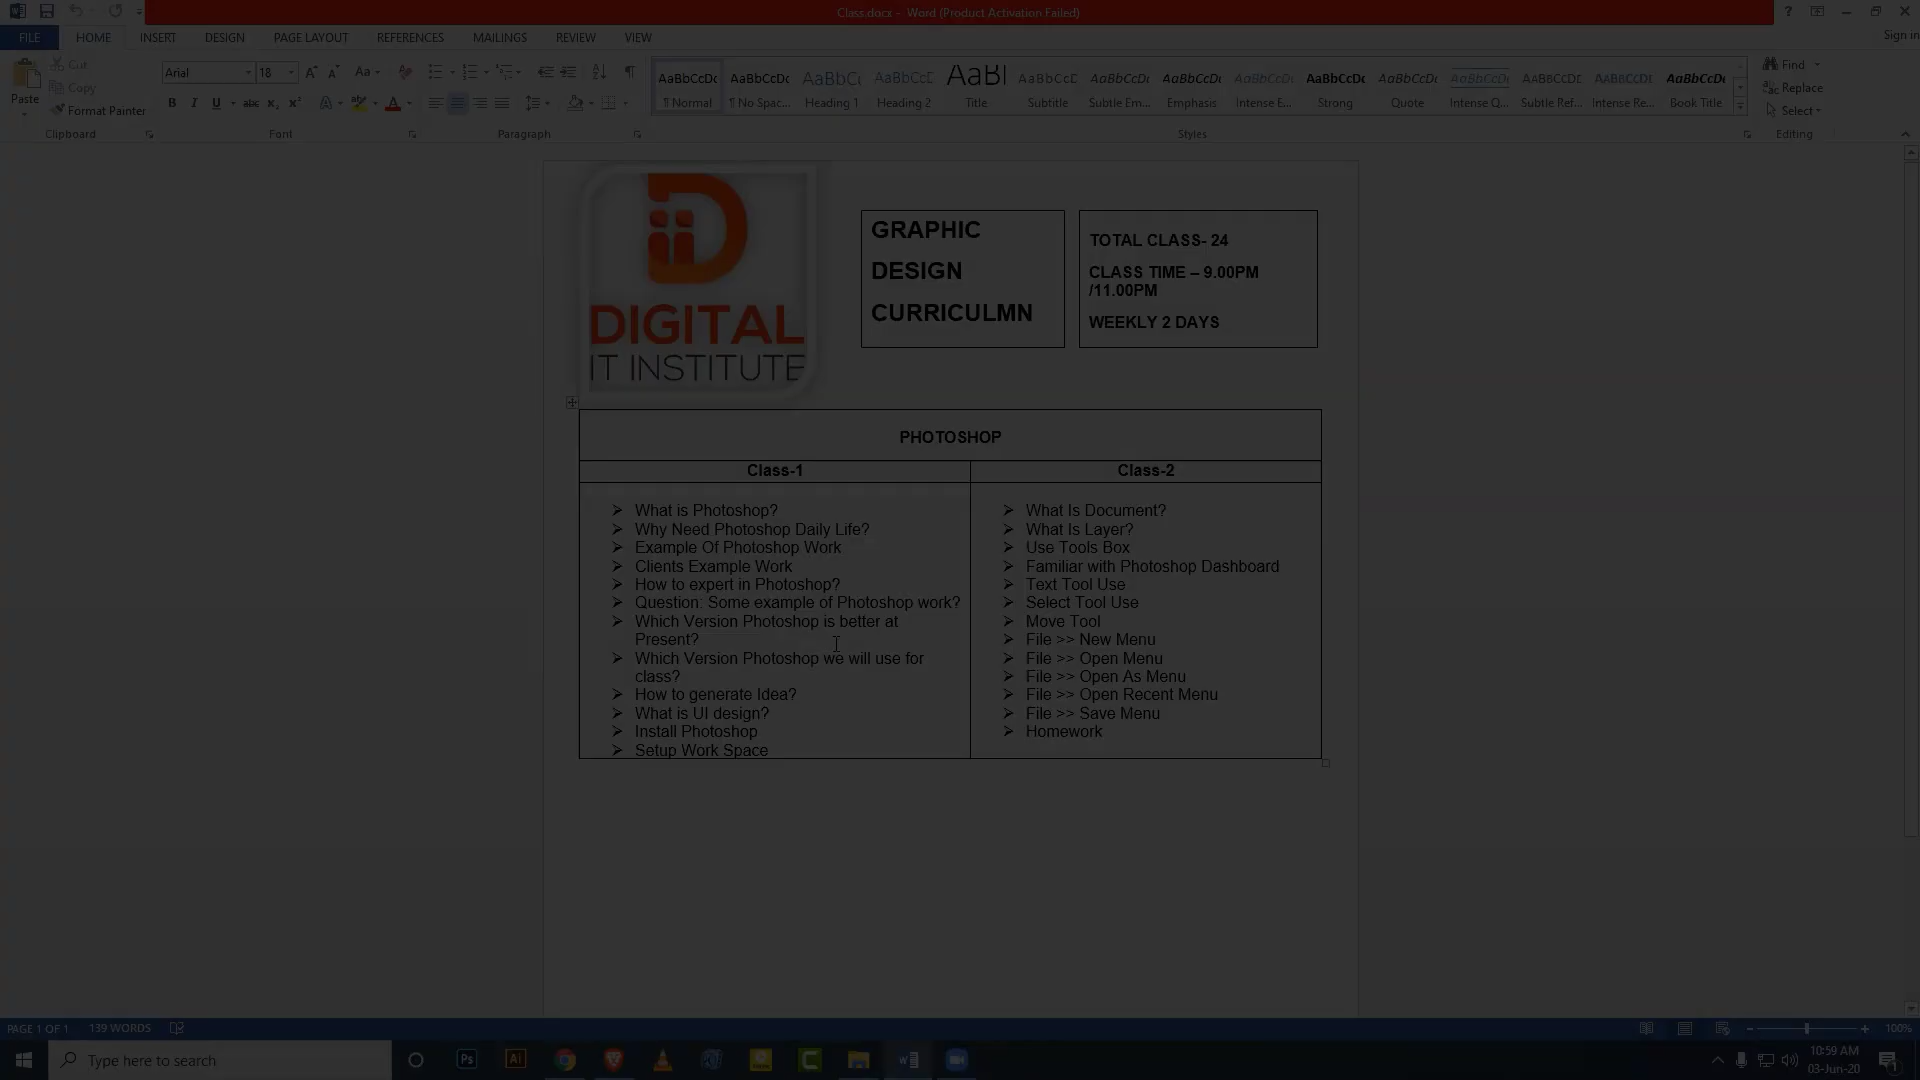 Class.docx - Word (Product Activation Failed)
FILE HOME INSERT DESIGN PAGE LAYOUT REFERENCES MAILINGS REVIEW VIEW Sign in
Paste
Cut
Copy
Format Painter
Clipboard
Arial 18
Font
Paragraph
AaBbCcDc AaBbCcDc AaBbCc AaBbCcE AaBI AaBbCcE AaBbCcDc AaBbCcDc AaBbCcDc AaBbCcDc AaBbCcDc AaBbCcDc AABBCCDE AABBCCDE AaBbCcDc
¶ Normal ¶ No Spac... Heading 1 Heading 2 Title Subtitle Subtle Em... Emphasis Intense E... Strong Quote Intense Q... Subtle Ref... Intense Re... Book Title
Styles
Find
Replace
Select
Editing
DIGITAL
IT INSTITUTE
GRAPHIC
DESIGN
CURRICULMN
TOTAL CLASS- 24
CLASS TIME – 9.00PM
/11.00PM
WEEKLY 2 DAYS
PHOTOSHOP
Class-1
What is Photoshop?
Why Need Photoshop Daily Life?
Example Of Photoshop Work
Clients Example Work
How to expert in Photoshop?
Question: Some example of Photoshop work?
Which Version Photoshop is better at
Present?
Which Version Photoshop we will use for
class?
How to generate Idea?
What is UI design?
Install Photoshop
Setup Work Space
Class-2
What Is Document?
What Is Layer?
Use Tools Box
Familiar with Photoshop Dashboard
Text Tool Use
Select Tool Use
Move Tool
File >> New Menu
File >> Open Menu
File >> Open As Menu
File >> Open Recent Menu
File >> Save Menu
Homework
PAGE 1 OF 1 139 WORDS 100%
Type here to search
10:59 AM
03-Jun-20